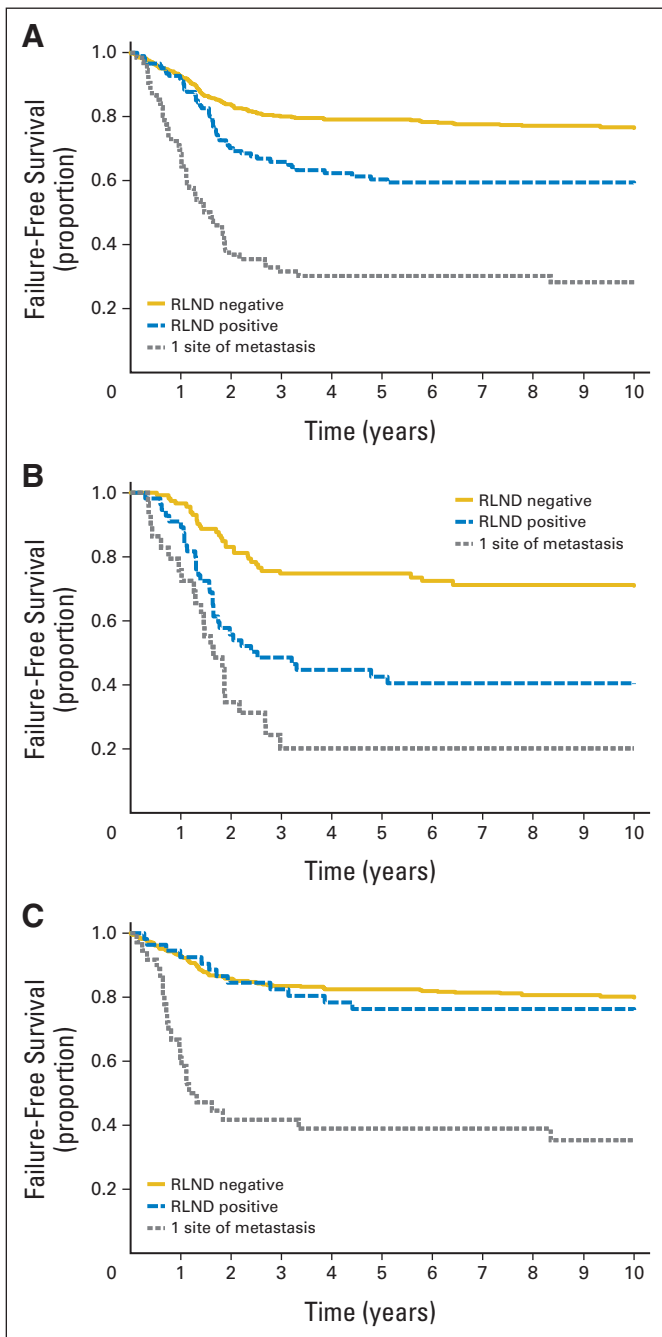 A
Failure-Free Survival
(proportion)
1.0
0.8
0.6
0.4
0.2
RLND negative
RLND positive
1 site of metastasis
0 1 2 3 4 5 6 7 8 9 10
Time (years)
B
Failure-Free Survival
(proportion)
1.0
0.8
0.6
0.4
0.2
RLND negative
RLND positive
1 site of metastasis
0 1 2 3 4 5 6 7 8 9 10
Time (years)
C
Failure-Free Survival
(proportion)
1.0
0.8
0.6
0.4
0.2
RLND negative
RLND positive
1 site of metastasis
0 1 2 3 4 5 6 7 8 9 10
Time (years)